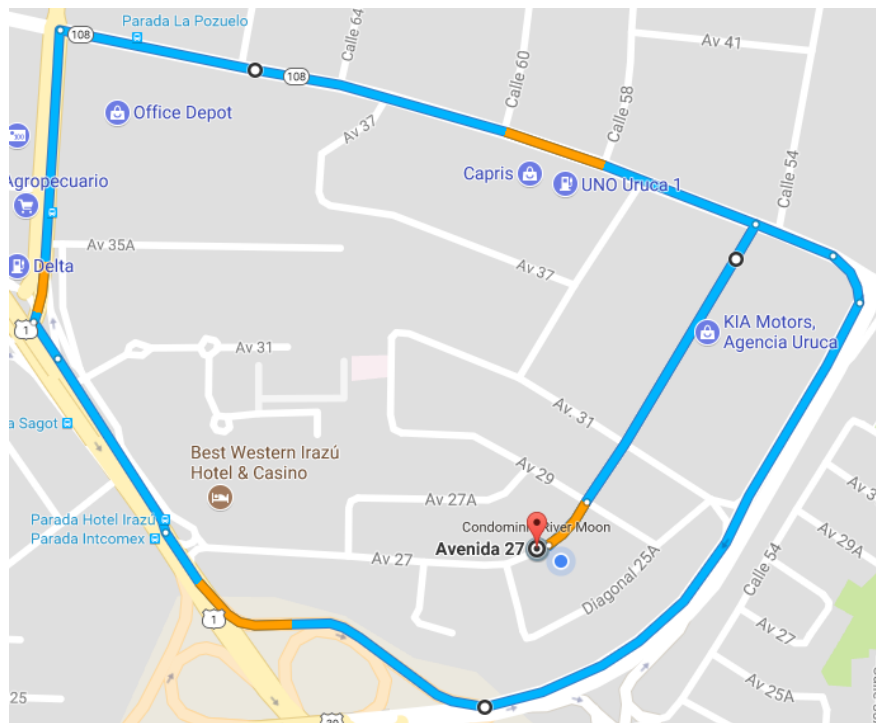 Parada La Pozuelo
108
Calle 64
Av 41
108
Calle 60
Calle 58
Office Depot
Av 37
Calle 54
Capris
UNO Uruca 1
Agropecuario
Av 35A
Av 37
Delta
1
KIA Motors,
Agencia Uruca
Av 31
Av. 31
Sagot
Best Western Irazú
Hotel & Casino
Av 29
Av 27A
Parada Hotel Irazú
Parada Intcomex
Condominio River Moon
Avenida 27
Av 27
Diagonal 25A
Calle 54
Av 29A
1
Av 27
Av 25A
25